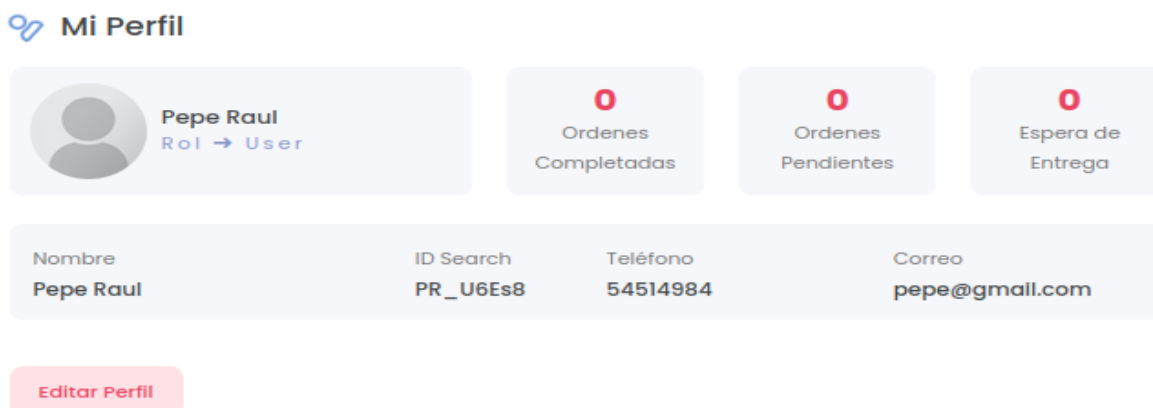 Mi Perfil
Pepe Raul
Rol → User
0
Ordenes
Completadas
0
Ordenes
Pendientes
0
Espera de
Entrega
Nombre
Pepe Raul
ID Search
PR_U6Es8
Teléfono
54514984
Correo
pepe@gmail.com
Editar Perfil